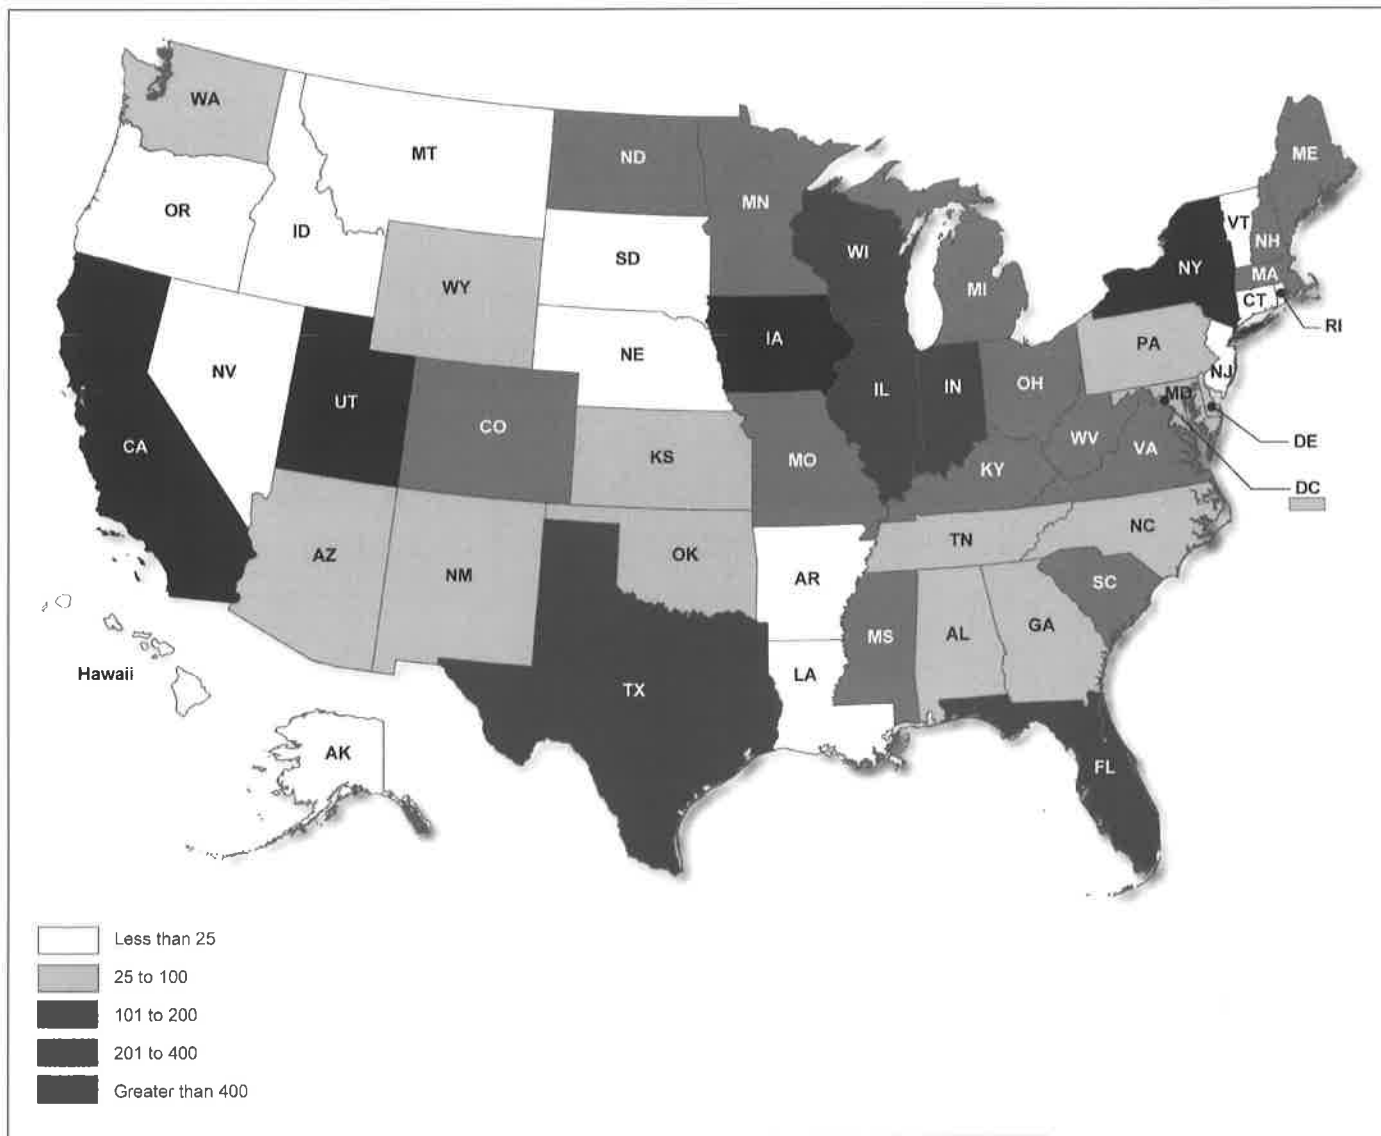 WA
MT
ND
ME
OR
ID
MN
VT
NH
SD
WI
NY
MA
WY
MI
CT
RI
IA
PA
NE
NV
NJ
UT
IL
IN
OH
MD
CO
CA
WV
VA
DE
KS
MO
KY
DC
NC
TN
AZ
OK
NM
AR
SC
GA
MS
AL
Hawaii
LA
TX
AK
FL
Less than 25
25 to 100
101 to 200
201 to 400
Greater than 400